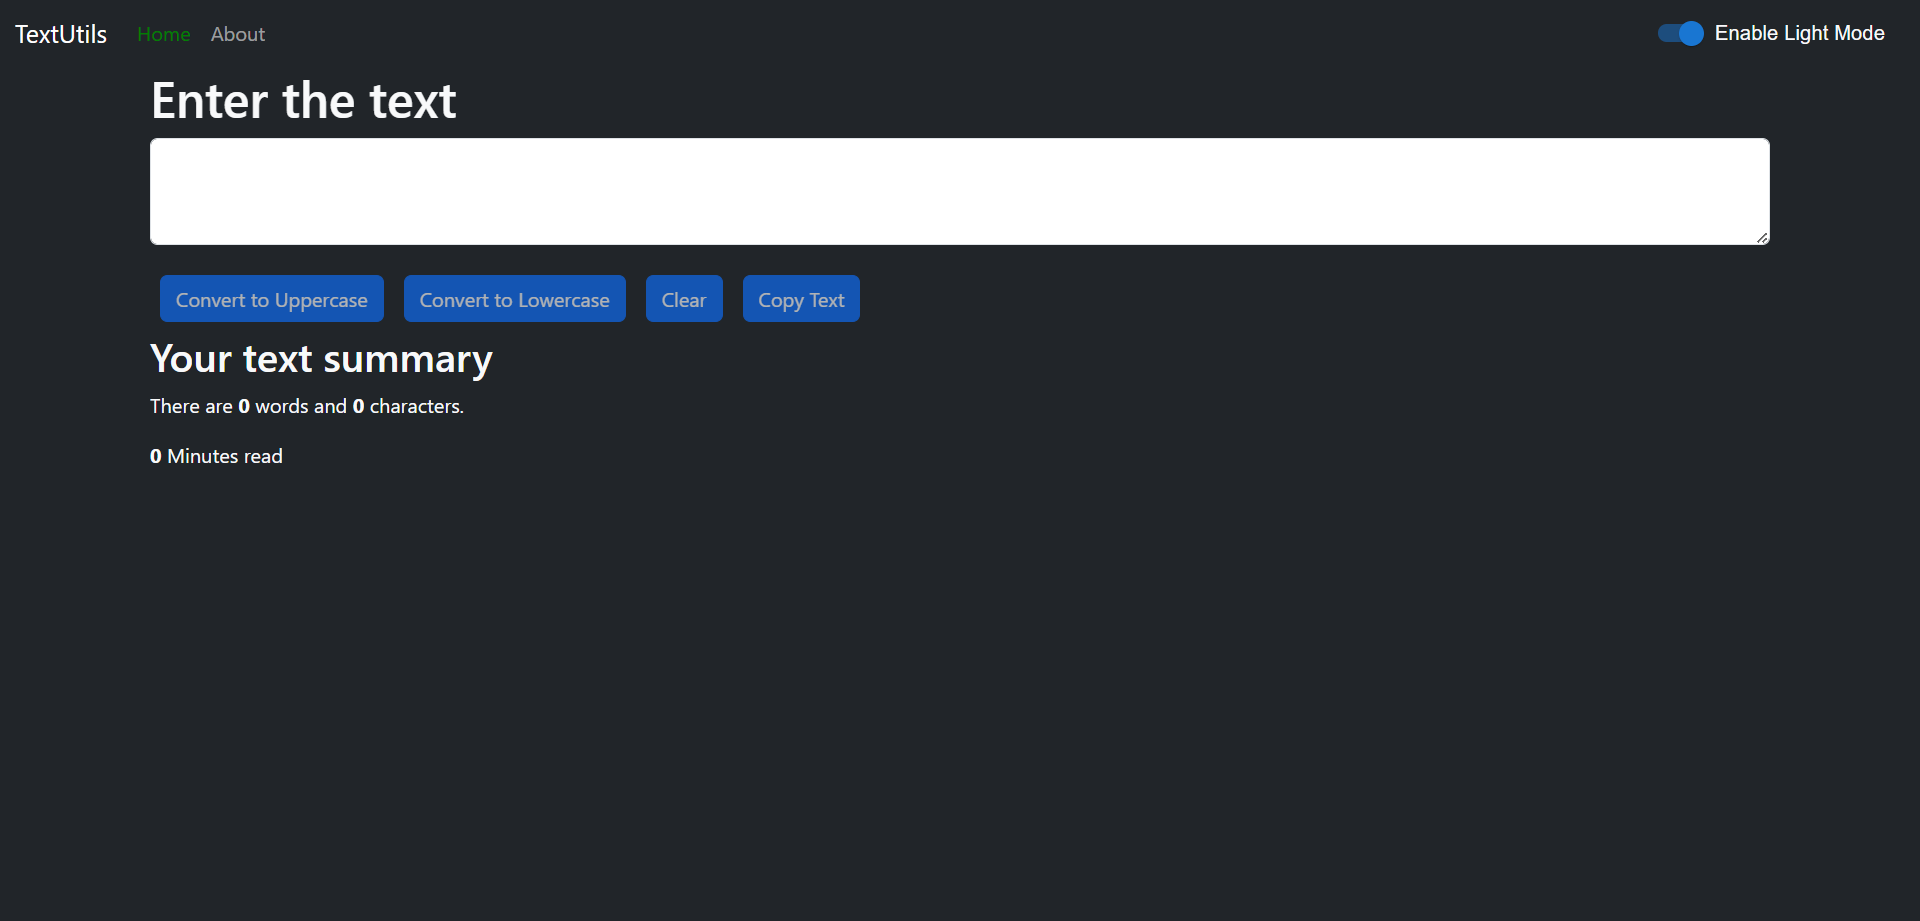 TextUtils Home About Enable Light Mode
Enter the text
Convert to Uppercase Convert to Lowercase Clear Copy Text
Your text summary
There are 0 words and 0 characters.
0 Minutes read